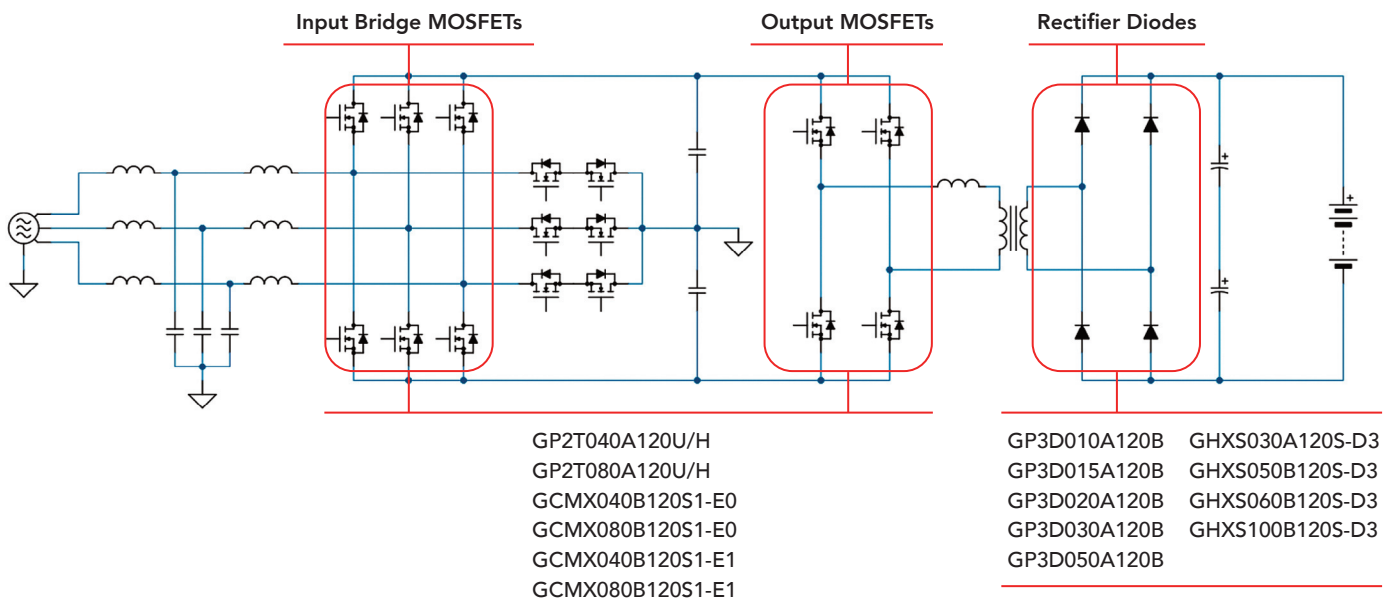 Input Bridge MOSFETs
Output MOSFETs
Rectifier Diodes
+
+
+
GP2T040A120U/H
GP2T080A120U/H
GCMX040B120S1-E0
GCMX080B120S1-E0
GCMX040B120S1-E1
GCMX080B120S1-E1
GP3D010A120B GHXS030A120S-D3
GP3D015A120B GHXS050B120S-D3
GP3D020A120B GHXS060B120S-D3
GP3D030A120B GHXS100B120S-D3
GP3D050A120B